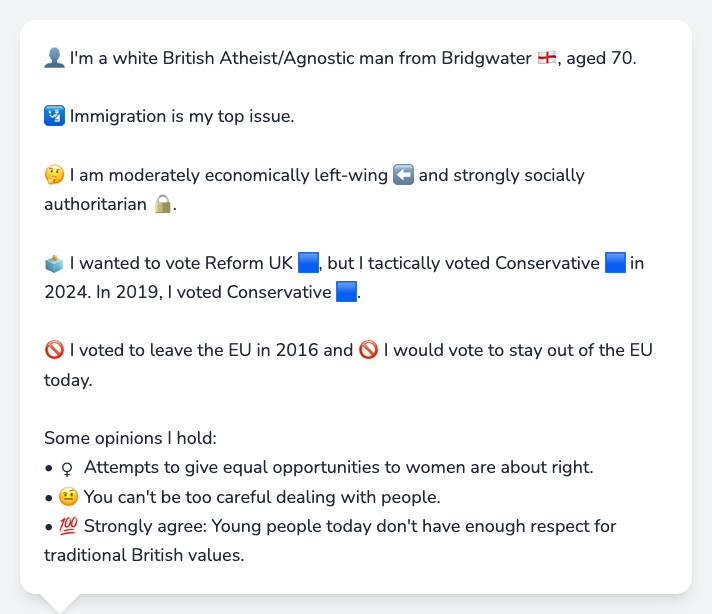 👤 I'm a white British Atheist/Agnostic man from Bridgwater 🏴󠁧󠁢󠁥󠁮󠁧󠁿, aged 70.
🛂 Immigration is my top issue.
🤔 I am moderately economically left-wing ⬅️ and strongly socially
authoritarian 🔒.
🗳️ I wanted to vote Reform UK 🟦, but I tactically voted Conservative 🟦 in
2024. In 2019, I voted Conservative 🟦.
🚫 I voted to leave the EU in 2016 and 🚫 I would vote to stay out of the EU
today.
Some opinions I hold:
• ♀ Attempts to give equal opportunities to women are about right.
• 🤨 You can't be too careful dealing with people.
• 💯 Strongly agree: Young people today don't have enough respect for
traditional British values.